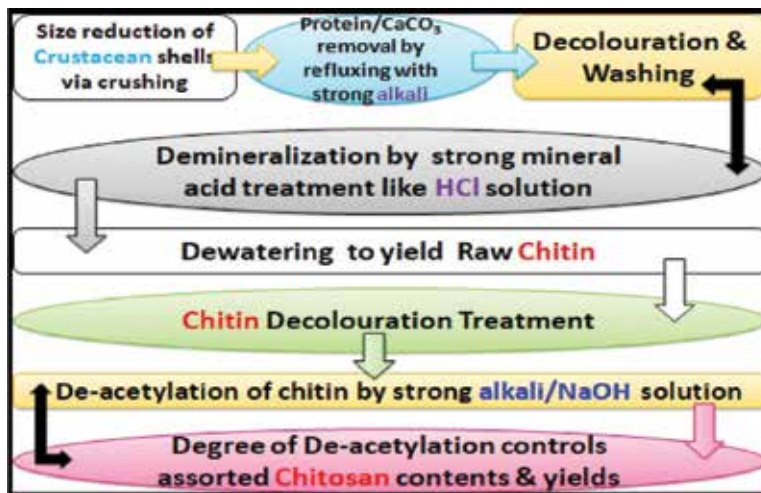 Size reduction of
Crustacean shells
via crushing
Protein/CaCO₃
removal by
refluxing with
strong alkali
Decolouration &
Washing
Demineralization by strong mineral
acid treatment like HCl solution
Dewatering to yield Raw Chitin
Chitin Decolouration Treatment
De-acetylation of chitin by strong alkali/NaOH solution
Degree of De-acetylation controls
assorted Chitosan contents & yields